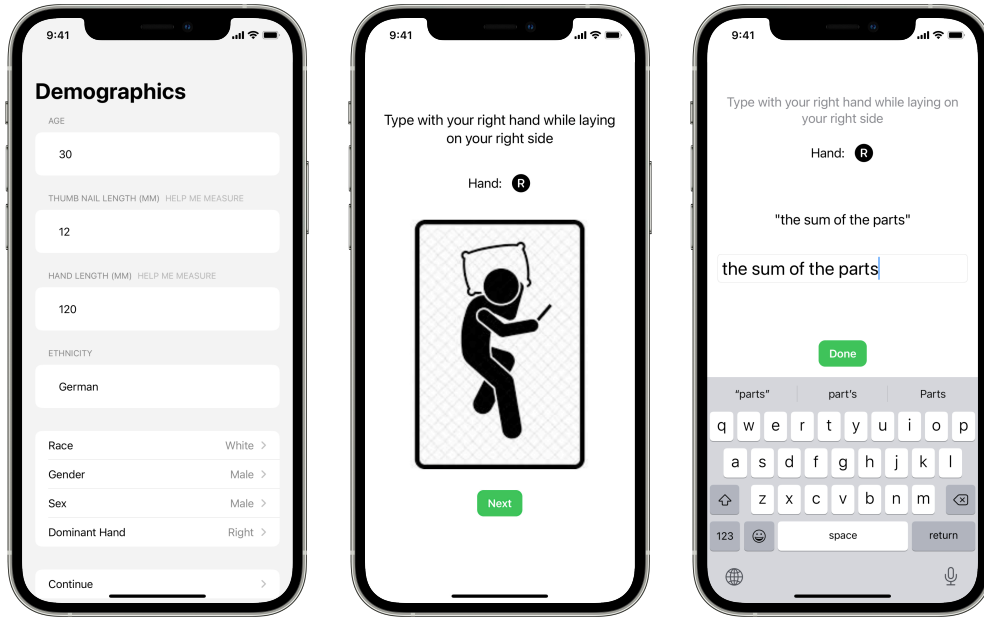 9:41
Demographics
AGE
30
THUMB NAIL LENGTH (MM) HELP ME MEASURE
12
HAND LENGTH (MM) HELP ME MEASURE
120
ETHNICITY
German
Race White
Gender Male
Sex Male
Dominant Hand Right
Continue
9:41
Type with your right hand while laying
on your right side
Hand: R
Next
9:41
Type with your right hand while laying on
your right side
Hand: R
"the sum of the parts"
the sum of the parts
Done
"parts" part's Parts
q w e r t y u i o p
a s d f g h j k l
z x c v b n m
123 space return